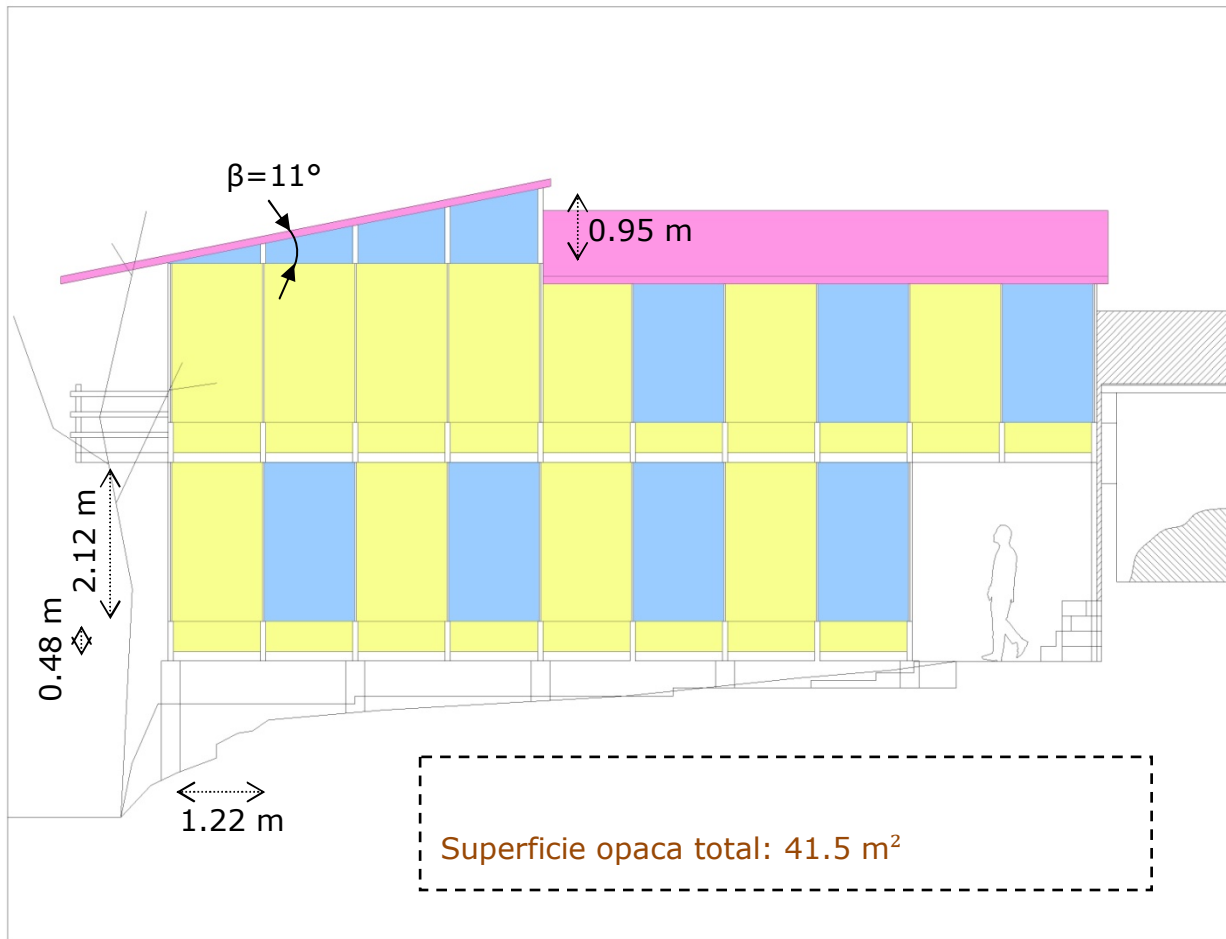 β=11°
0.95 m
2.12 m
0.48 m
1.22 m
Superficie opaca total: 41.5 m²